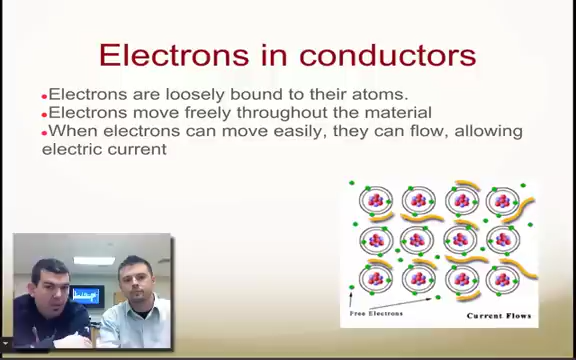 Electrons in conductors
•Electrons are loosely bound to their atoms.
•Electrons move freely throughout the material
•When electrons can move easily, they can flow, allowing
electric current
Free Electrons
Current Flows